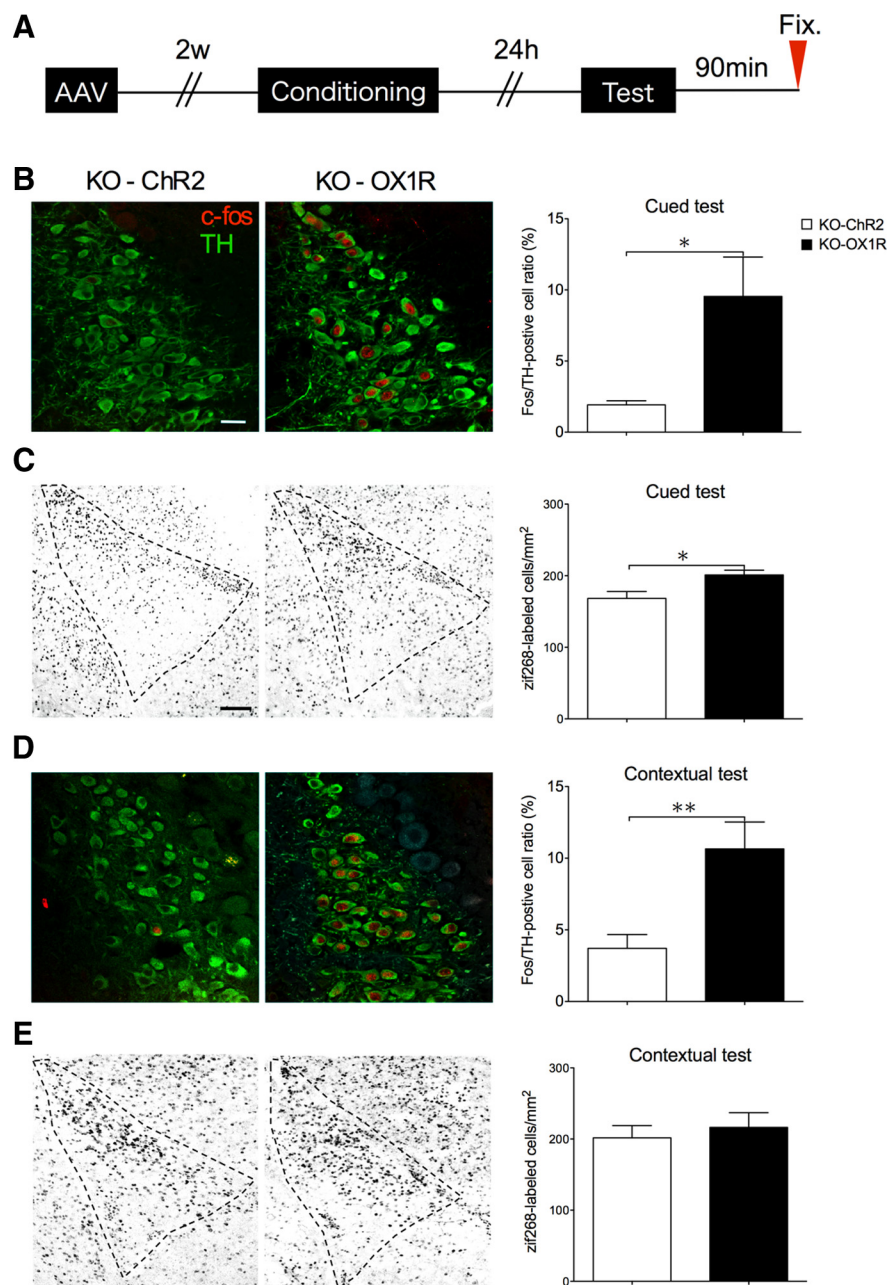 A
AAV
2w
Conditioning
24h
Test
90min
Fix.
B
KO - ChR2
KO - OX1R
c-fos
TH
Cued test
Fos/TH-postive cell ratio (%)
15
10
5
0
*
KO-ChR2
KO-OX1R
C
Cued test
zif268-labeled cells/mm²
300
200
100
0
*
D
Contextual test
Fos/TH-postive cell ratio (%)
15
10
5
0
**
E
Contextual test
zif268-labeled cells/mm²
300
200
100
0